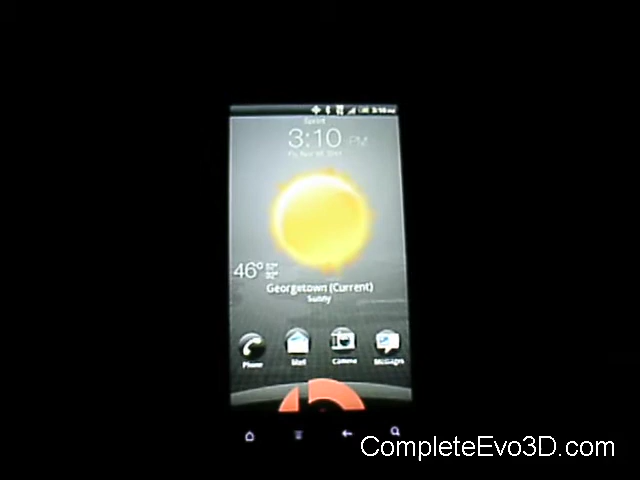 Sprint
3:10 PM
46°
Georgetown (Current)
Sunny
Phone Mail Camera Messages
CompleteEvo3D.com